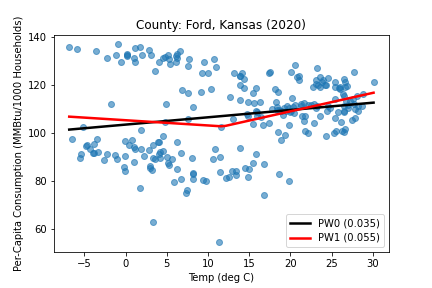 County: Ford, Kansas (2020)
Per-Capita Consumption (MMBtu/1000 Households)
140
120
100
80
60
−5 0 5 10 15 20 25 30
Temp (deg C)
PW0 (0.035)
PW1 (0.055)